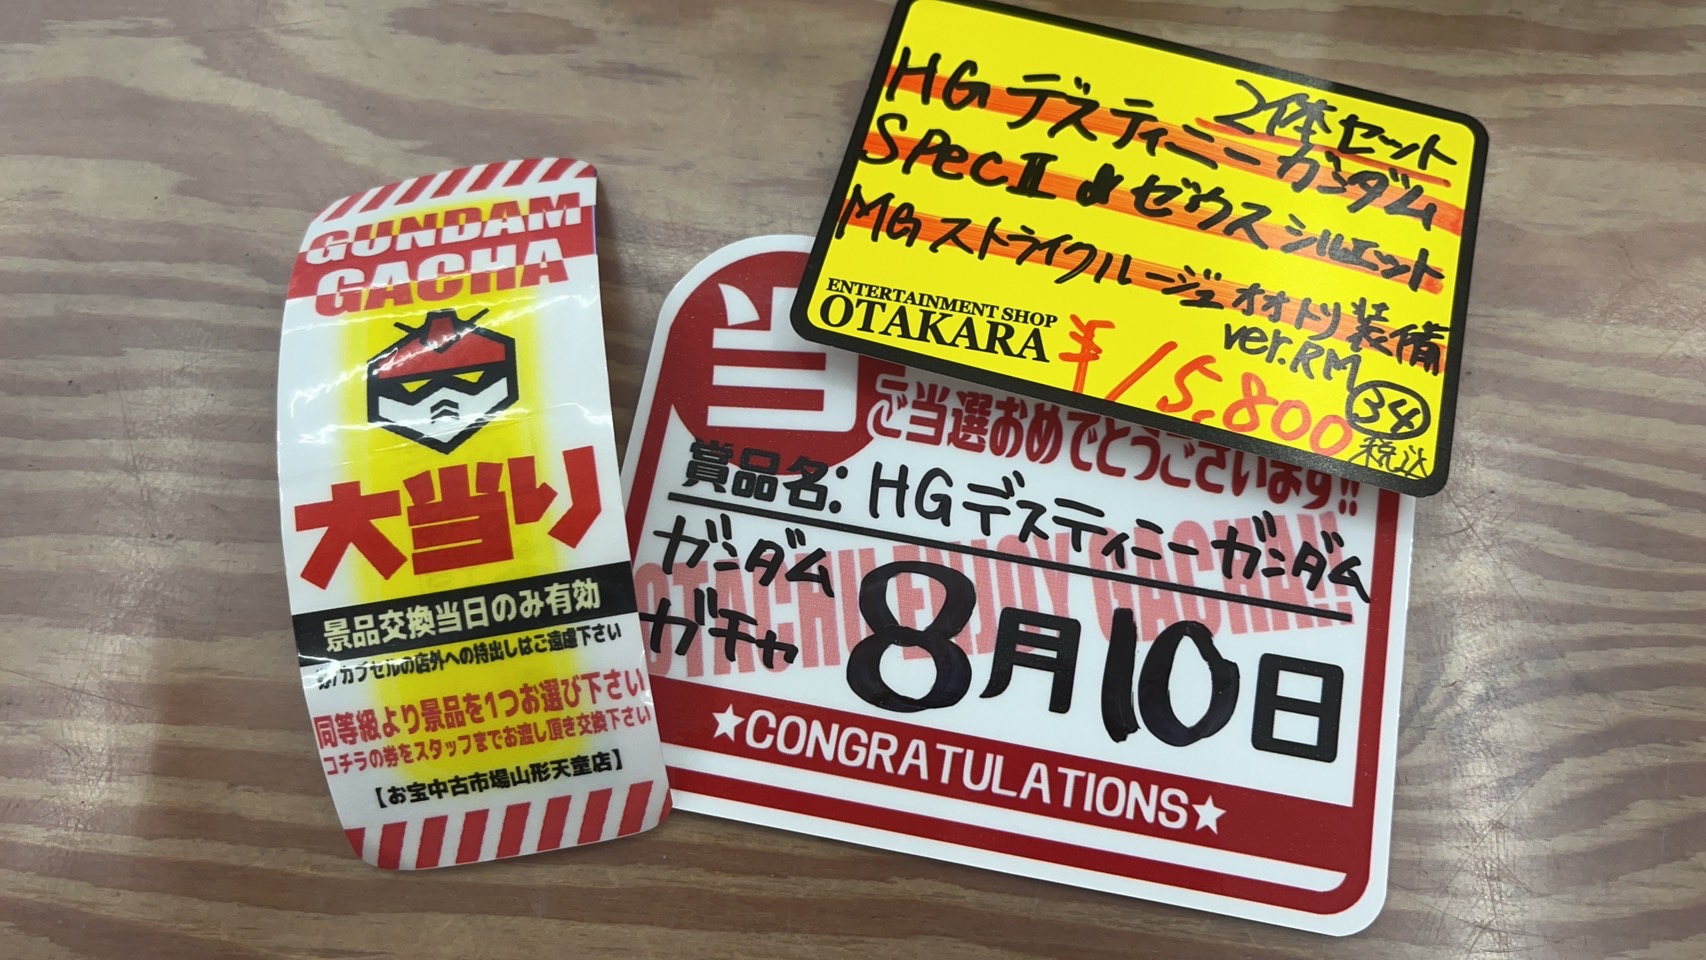 GUNDAM
GACHA
大当り
景品交換当日のみ有効
券/カプセルの店外への持出しはご遠慮下さい
同等級より景品を1つお選び下さい
コチラの券をスタッフまでお渡し頂き交換下さい
【お宝中古市場山形天童店】
2体セット
HGデスティニーガンダム
SpecⅡ&ゼウスシルエット
MGストライクルージュオオトリ装備
ver.RM
34
ENTERTAINMENT SHOP
OTAKARA
¥15,800
税込
当
ご当選おめでとうございます!!
賞品名:HGデスティニーガンダム
ガンダム
ガチャ
8月10日
ENJOY GACHA!!
★CONGRATULATIONS★